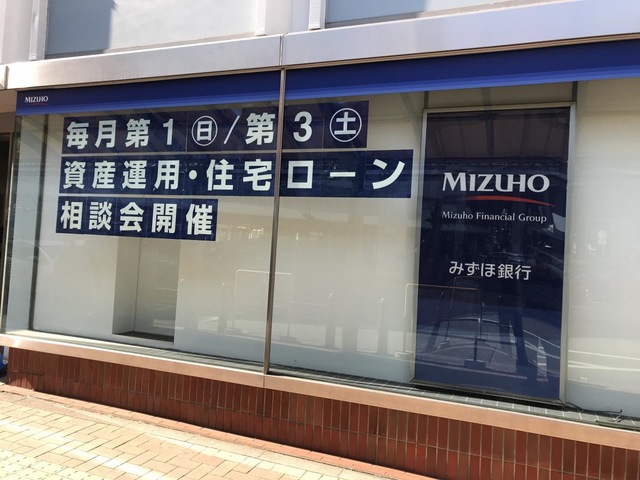 MIZUHO
毎月第1㊐/第3㊏
資産運用・住宅ローン
相談会開催
MIZUHO
Mizuho Financial Group
みずほ銀行